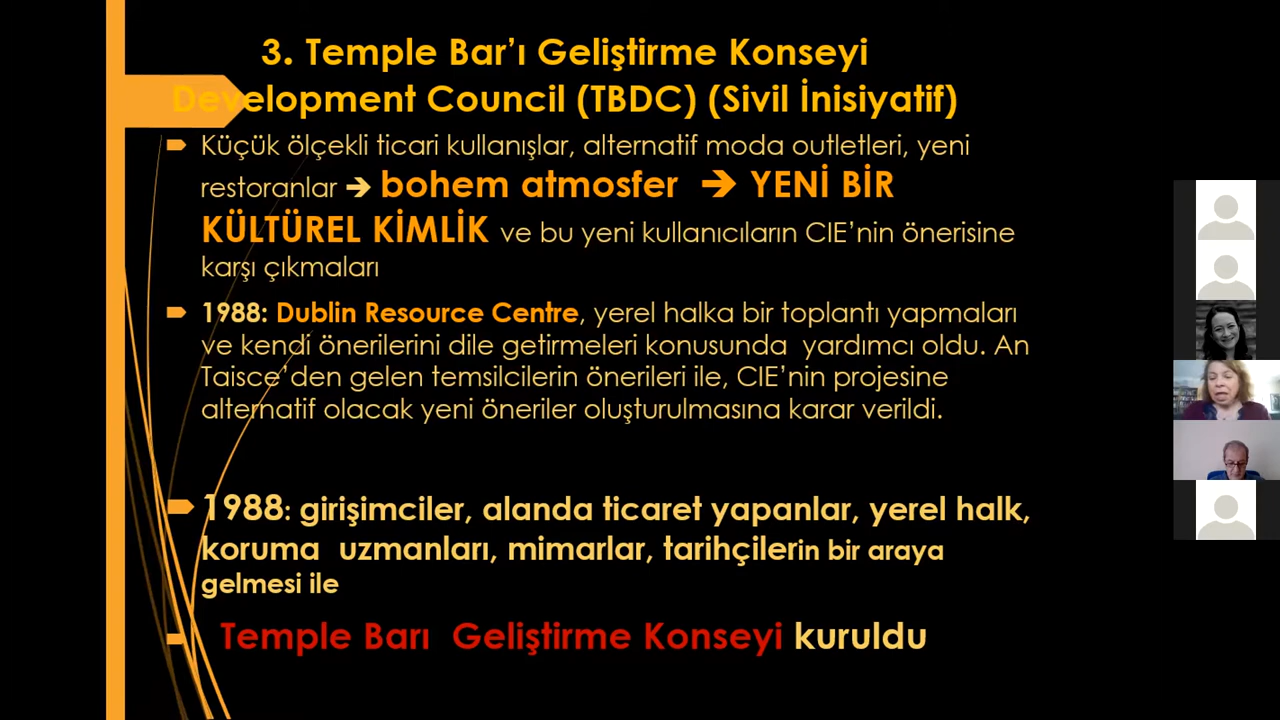 3. Temple Bar’ı Geliştirme Konseyi
Development Council (TBDC) (Sivil İnisiyatif)
Küçük ölçekli ticari kullanışlar, alternatif moda outletleri, yeni
restoranlar ➔ bohem atmosfer ➔ YENİ BİR
KÜLTÜREL KİMLİK ve bu yeni kullanıcıların CIE’nin önerisine
karşı çıkmaları
1988: Dublin Resource Centre, yerel halka bir toplantı yapmaları
ve kendi önerilerini dile getirmeleri konusunda yardımcı oldu. An
Taisce’den gelen temsilcilerin önerileri ile, CIE’nin projesine
alternatif olacak yeni öneriler oluşturulmasına karar verildi.
1988: girişimciler, alanda ticaret yapanlar, yerel halk,
koruma uzmanları, mimarlar, tarihçilerin bir araya
gelmesi ile
Temple Barı Geliştirme Konseyi kuruldu